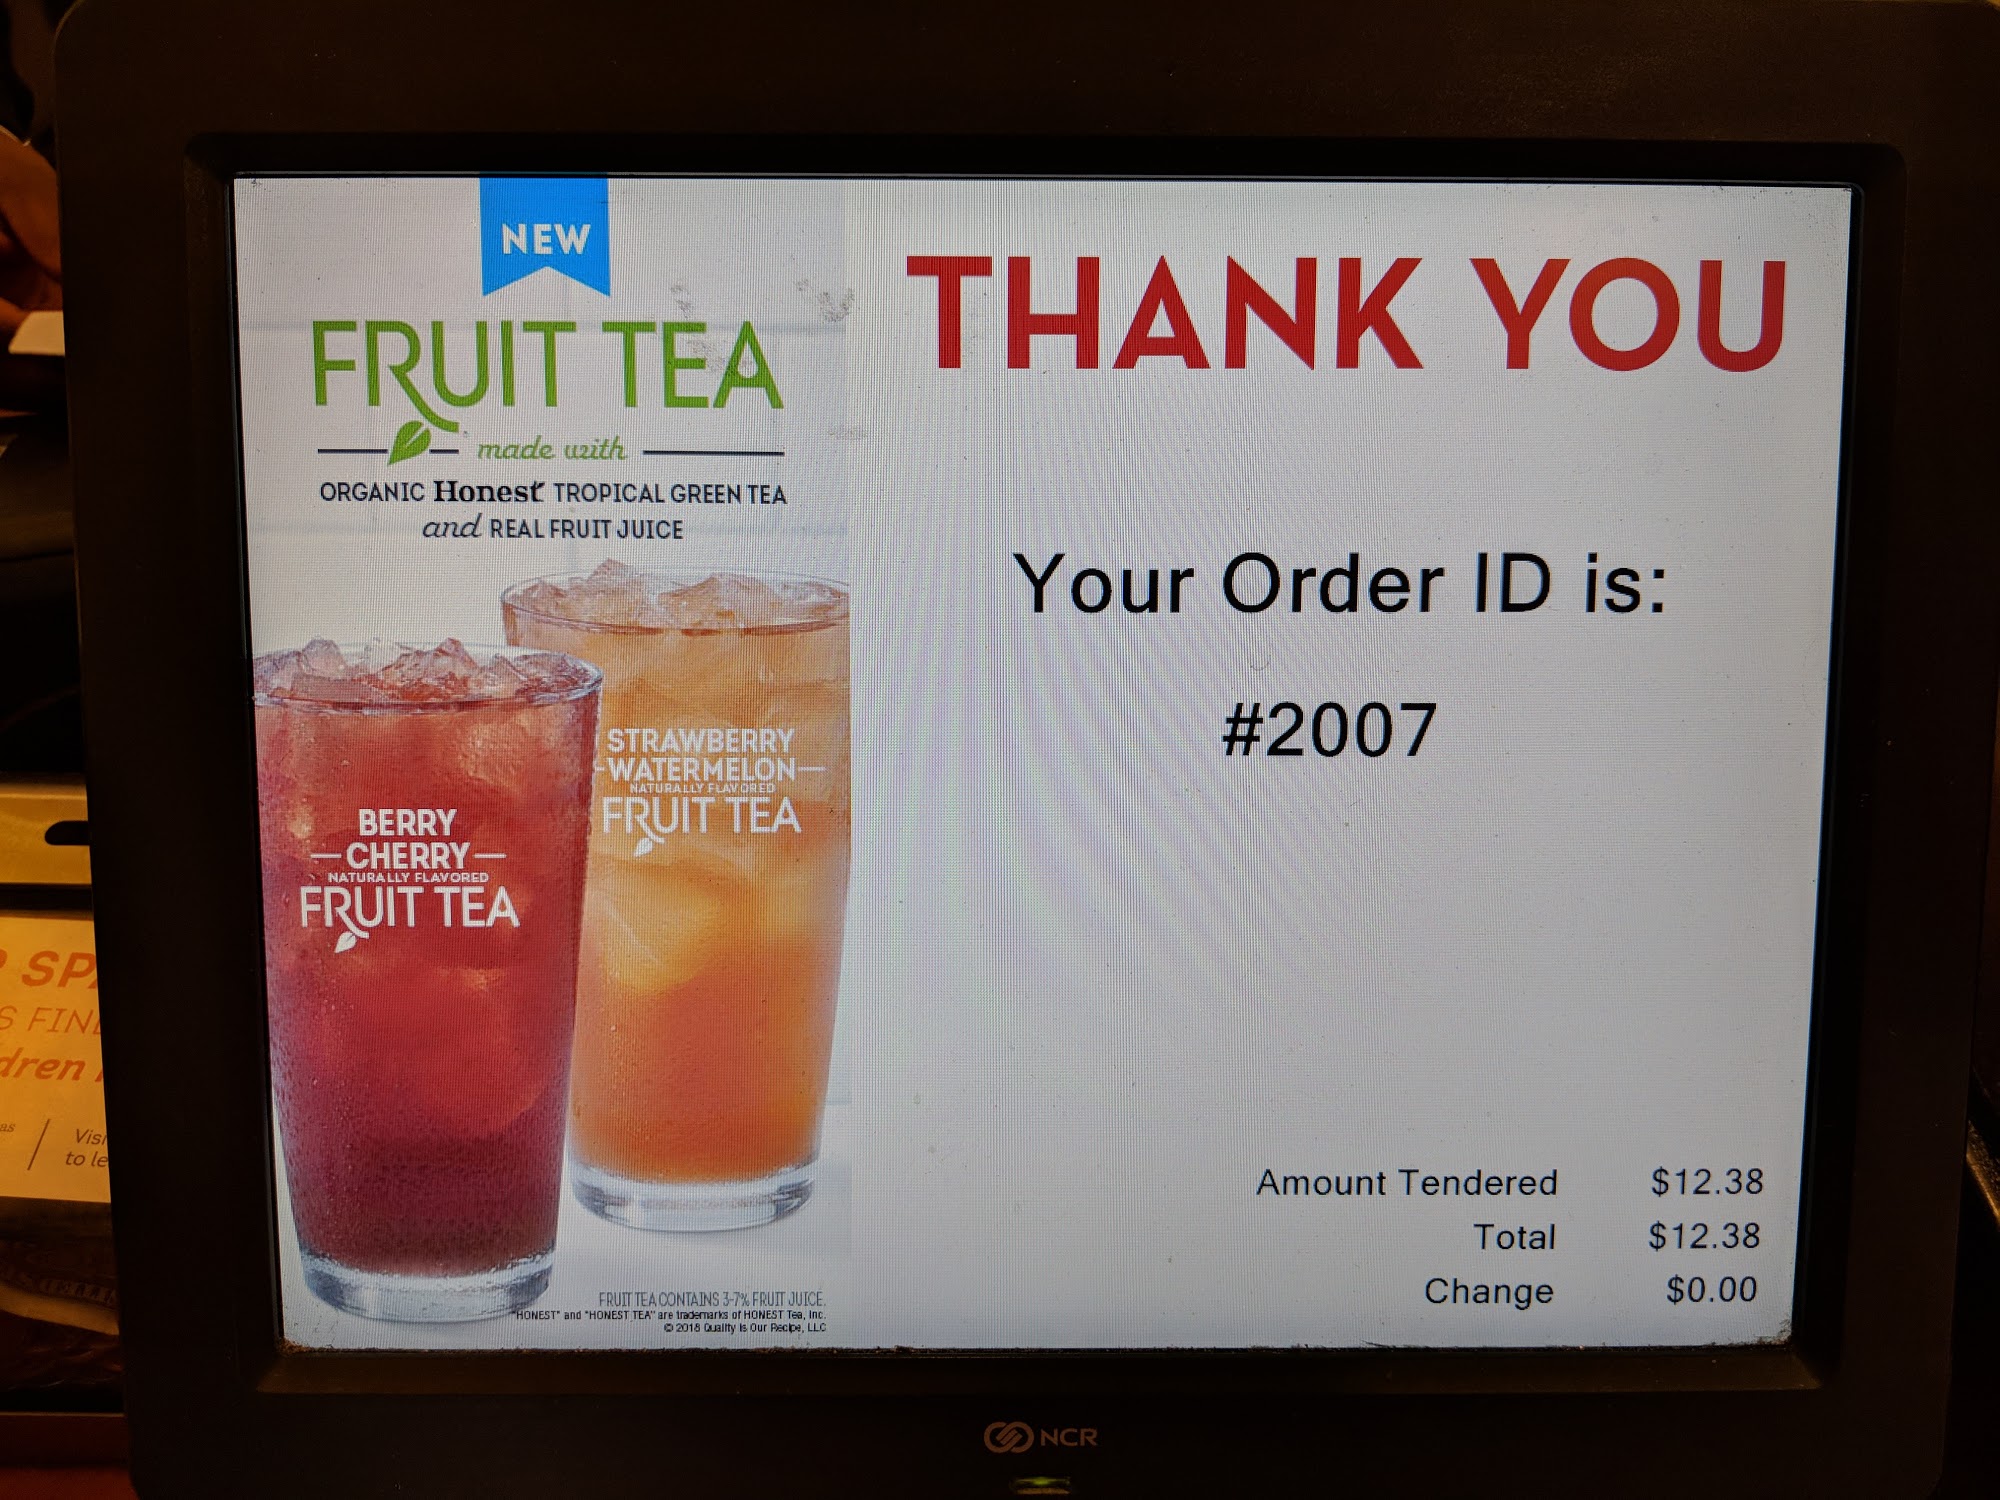 NEW
FRUIT TEA
made with
ORGANIC Honest TROPICAL GREEN TEA
and REAL FRUIT JUICE
STRAWBERRY
WATERMELON
NATURALLY FLAVORED
FRUIT TEA
BERRY
CHERRY
NATURALLY FLAVORED
FRUIT TEA
FRUIT TEA CONTAINS 3-7% FRUIT JUICE.
"HONEST" and "HONEST TEA" are trademarks of HONEST Tea, Inc.
© 2018 Quality Is Our Recipe, LLC
THANK YOU
Your Order ID is:
#2007
Amount Tendered $12.38
Total $12.38
Change $0.00
NCR
to le